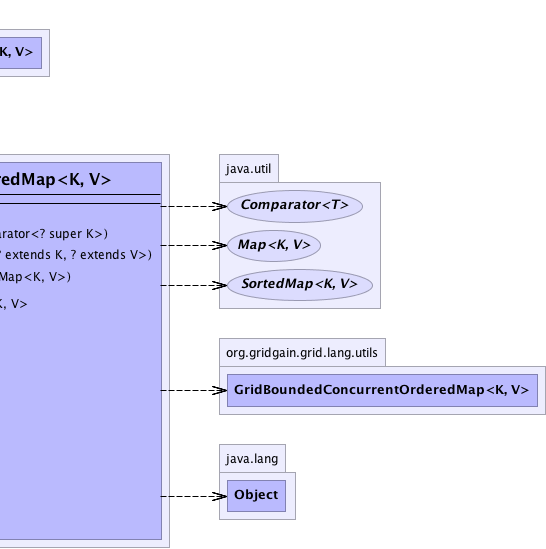 K, V>
redMap<K, V>
arator<? super K>)
? extends K, ? extends V>)
Map<K, V>)
K, V>
java.util
Comparator<T>
Map<K, V>
SortedMap<K, V>
org.gridgain.grid.lang.utils
GridBoundedConcurrentOrderedMap<K, V>
java.lang
Object